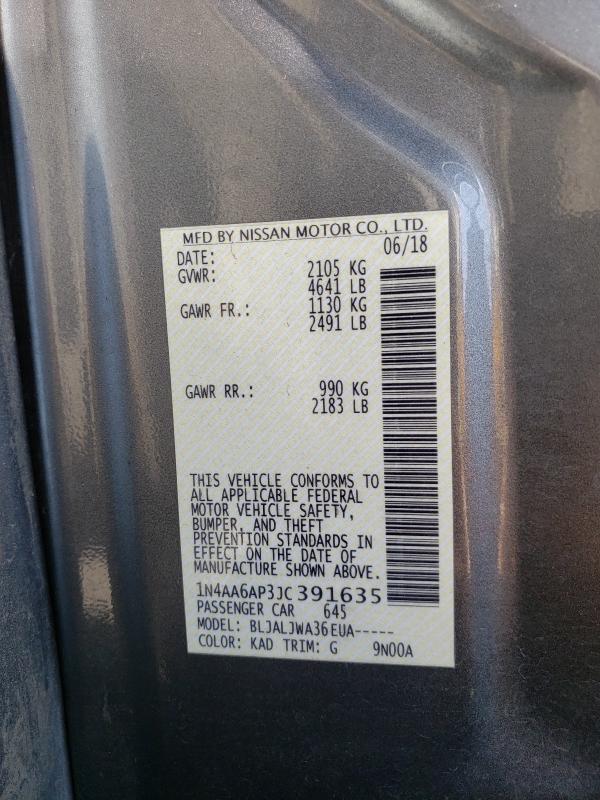 MFD BY NISSAN MOTOR CO., LTD.
DATE: 06/18
GVWR: 2105 KG
4641 LB
GAWR FR.: 1130 KG
2491 LB
GAWR RR.: 990 KG
2183 LB
THIS VEHICLE CONFORMS TO
ALL APPLICABLE FEDERAL
MOTOR VEHICLE SAFETY,
BUMPER, AND THEFT
PREVENTION STANDARDS IN
EFFECT ON THE DATE OF
MANUFACTURE SHOWN ABOVE.
1N4AA6AP3JC391635
PASSENGER CAR 645
MODEL: BLJALJWA36EUA-----
COLOR: KAD TRIM: G 9N00A